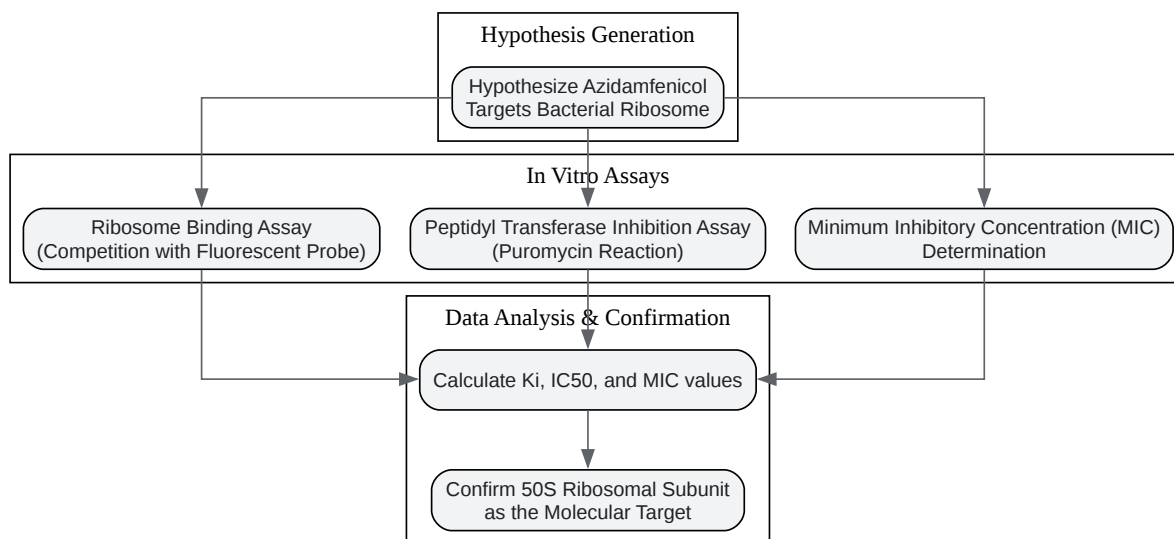 Hypothesis Generation
Hypothesize Azidamfenicol
Targets Bacterial Ribosome
In Vitro Assays
Ribosome Binding Assay
(Competition with Fluorescent Probe)
Peptidyl Transferase Inhibition Assay
(Puromycin Reaction)
Minimum Inhibitory Concentration (MIC)
Determination
Data Analysis & Confirmation
Calculate Ki, IC50, and MIC values
Confirm 50S Ribosomal Subunit
as the Molecular Target